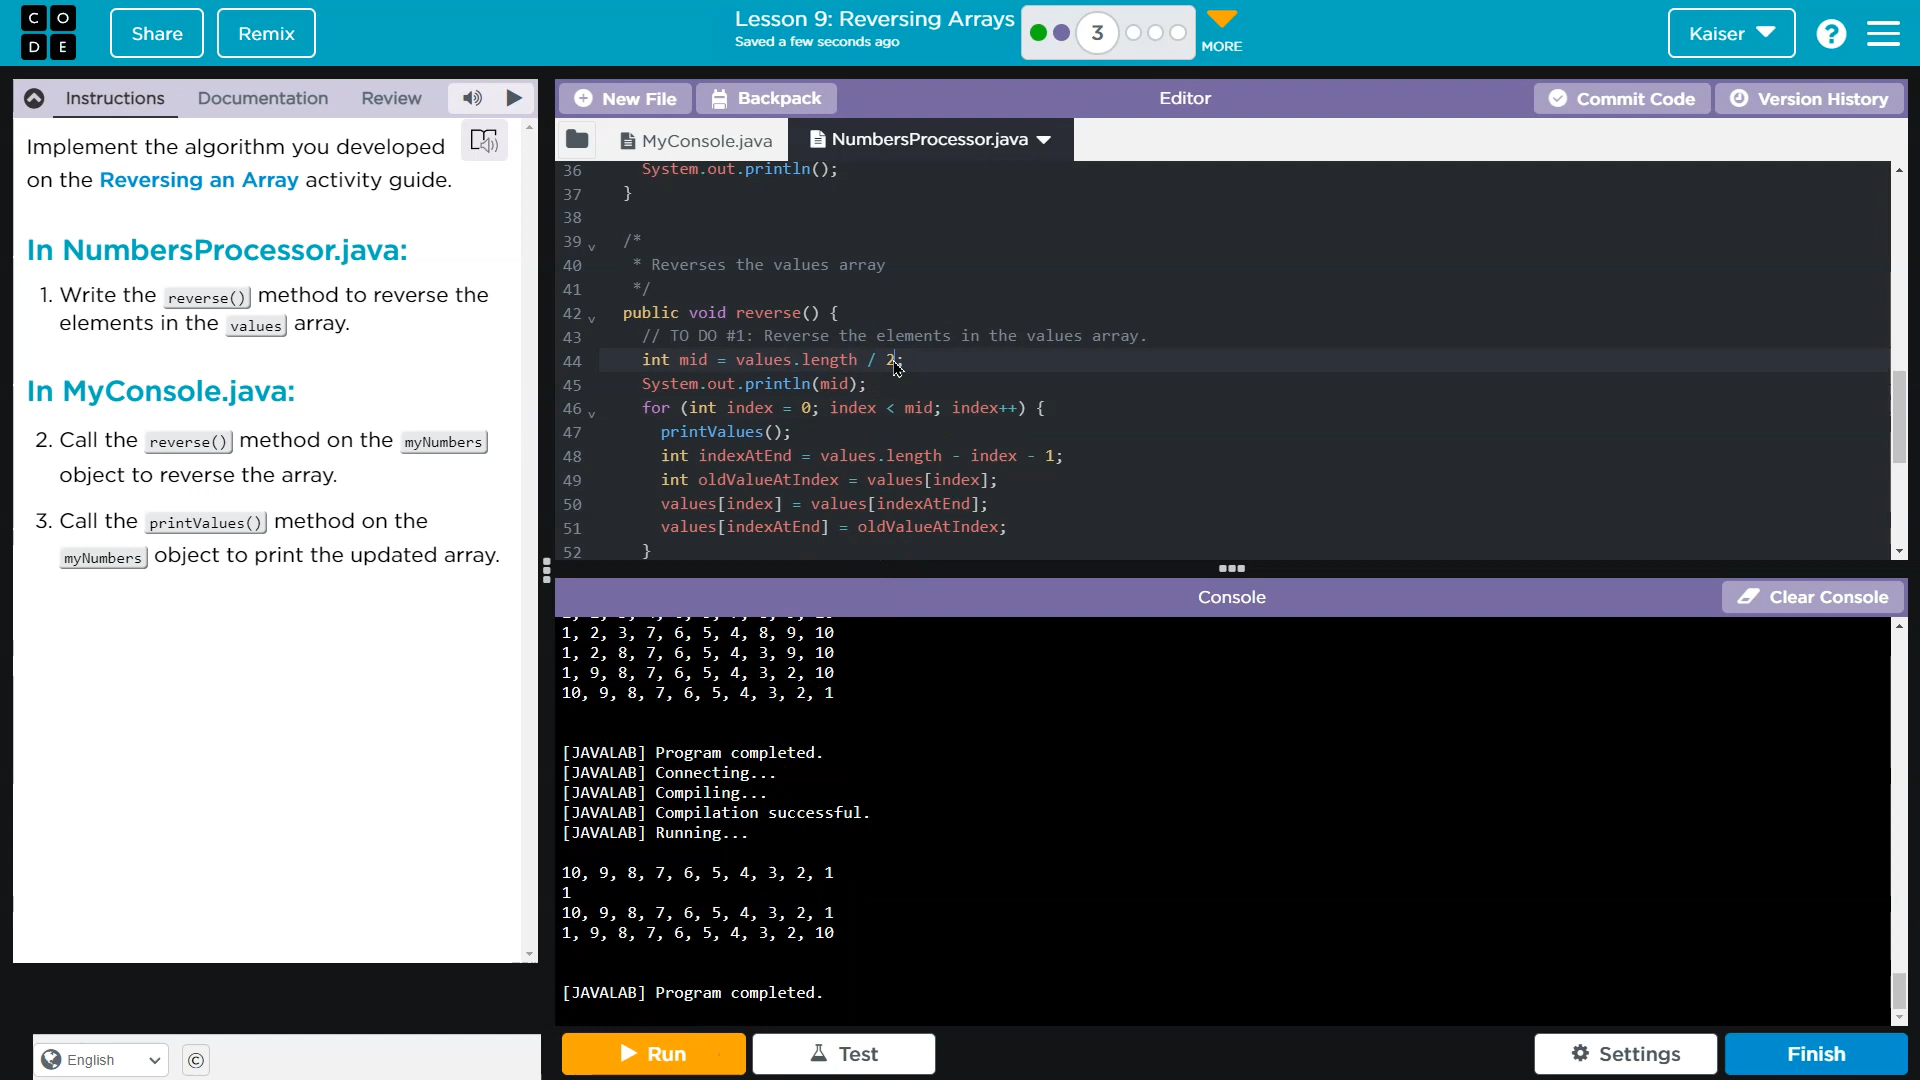 C O
D E
Share
Remix
Lesson 9: Reversing Arrays
Saved a few seconds ago
3
MORE
Kaiser
?
Instructions
Documentation
Review
Implement the algorithm you developed
on the Reversing an Array activity guide.
In NumbersProcessor.java:
1. Write the reverse() method to reverse the
elements in the values array.
In MyConsole.java:
2. Call the reverse() method on the myNumbers
object to reverse the array.
3. Call the printValues() method on the
myNumbers object to print the updated array.
English
©
New File
Backpack
Editor
Commit Code
Version History
MyConsole.java
NumbersProcessor.java
36 System.out.println();
37 }
38
39 /*
40 * Reverses the values array
41 */
42 public void reverse() {
43 // TO DO #1: Reverse the elements in the values array.
44 int mid = values.length / 2;
45 System.out.println(mid);
46 for (int index = 0; index < mid; index++) {
47 printValues();
48 int indexAtEnd = values.length - index - 1;
49 int oldValueAtIndex = values[index];
50 values[index] = values[indexAtEnd];
51 values[indexAtEnd] = oldValueAtIndex;
52 }
Console
Clear Console
1, 2, 3, 7, 6, 5, 4, 8, 9, 10
1, 2, 8, 7, 6, 5, 4, 3, 9, 10
1, 9, 8, 7, 6, 5, 4, 3, 2, 10
10, 9, 8, 7, 6, 5, 4, 3, 2, 1
[JAVALAB] Program completed.
[JAVALAB] Connecting...
[JAVALAB] Compiling...
[JAVALAB] Compilation successful.
[JAVALAB] Running...
10, 9, 8, 7, 6, 5, 4, 3, 2, 1
1
10, 9, 8, 7, 6, 5, 4, 3, 2, 1
1, 9, 8, 7, 6, 5, 4, 3, 2, 10
[JAVALAB] Program completed.
Run
Test
Settings
Finish